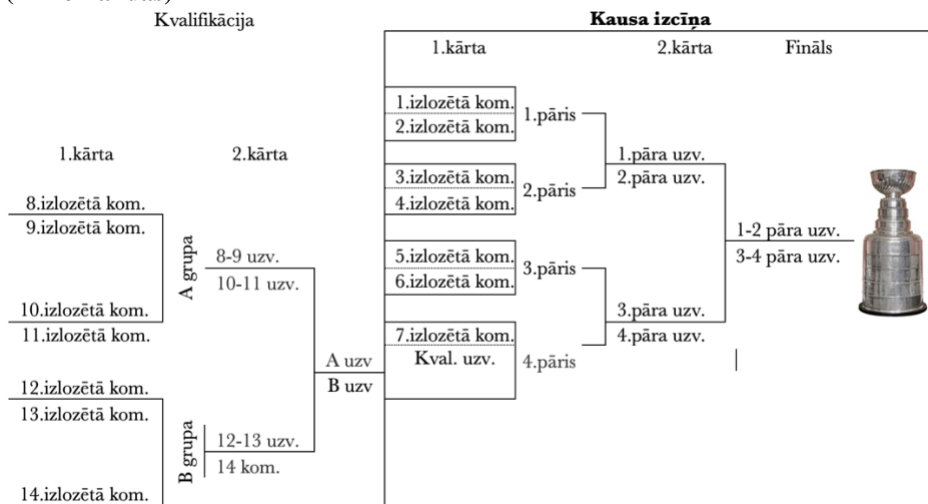 Kvalifikācija
Kausa izcīņa
1.kārta
2.kārta
Fināls
1.izlozētā kom.
2.izlozētā kom.
1.pāris
3.izlozētā kom.
4.izlozētā kom.
2.pāris
5.izlozētā kom.
6.izlozētā kom.
3.pāris
7.izlozētā kom.
Kval. uzv.
4.pāris
1.pāra uzv.
2.pāra uzv.
3.pāra uzv.
4.pāra uzv.
1-2 pāra uzv.
3-4 pāra uzv.
1.kārta
2.kārta
8.izlozētā kom.
9.izlozētā kom.
10.izlozētā kom.
11.izlozētā kom.
A grupa
8-9 uzv.
10-11 uzv.
12.izlozētā kom.
13.izlozētā kom.
14.izlozētā kom.
B grupa
12-13 uzv.
14 kom.
A uzv
B uzv